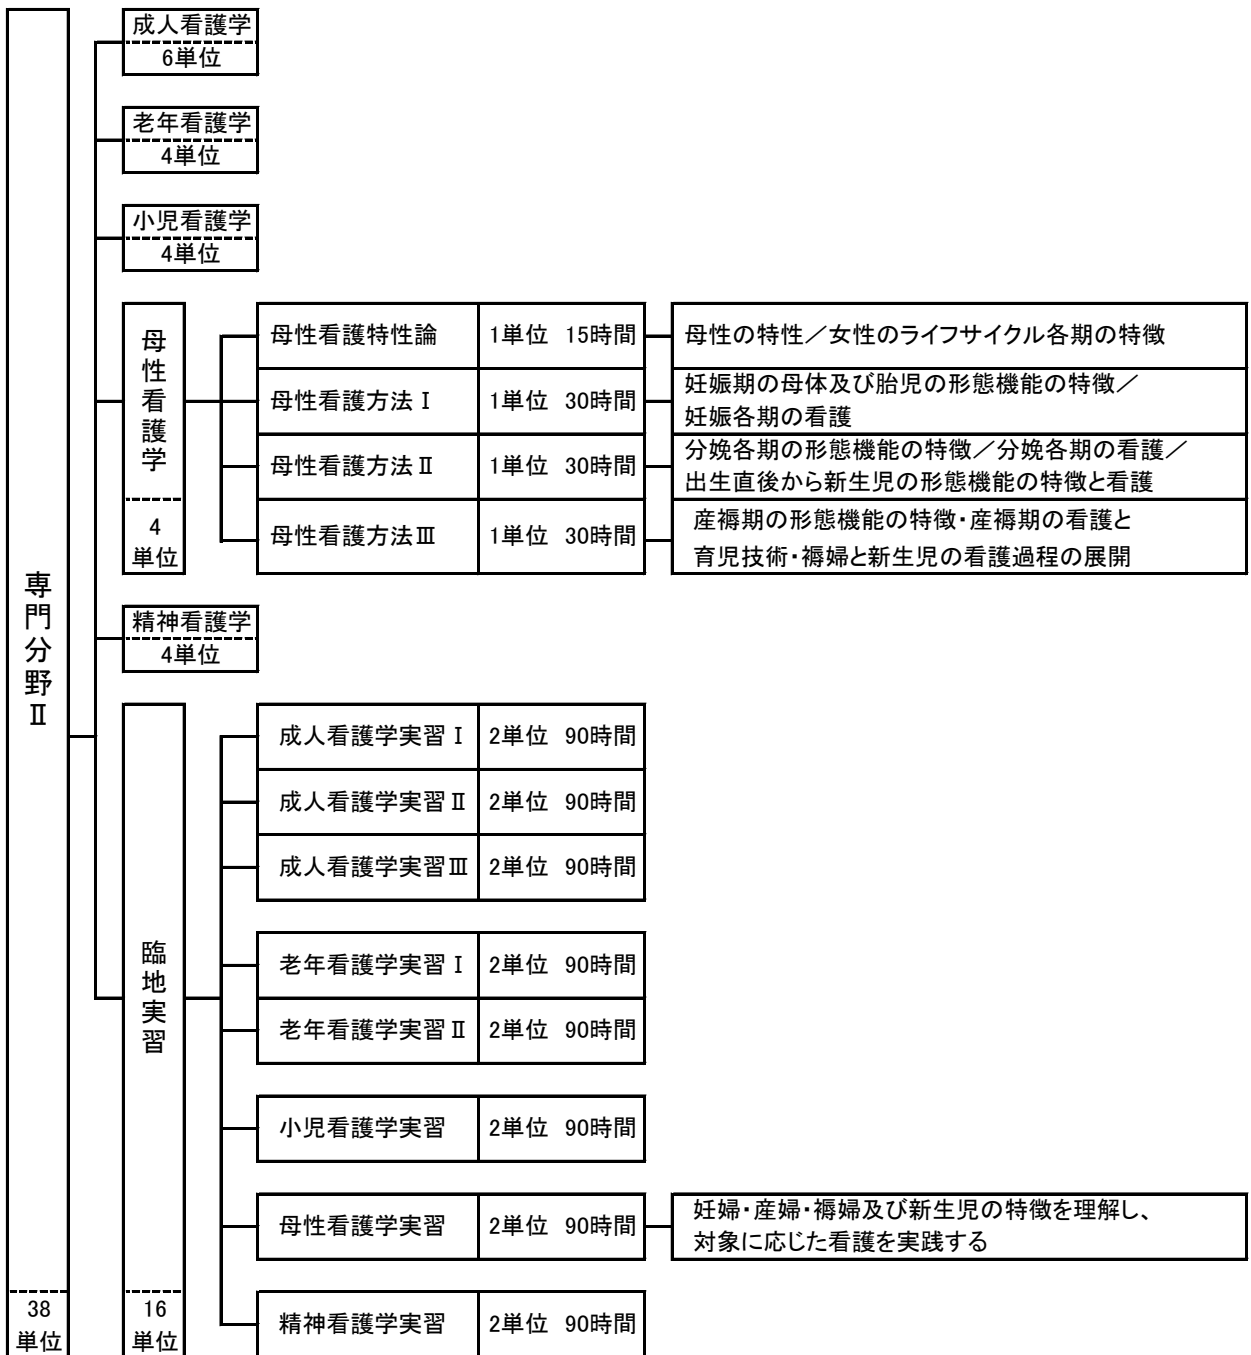 専門分野Ⅱ
38
単位
成人看護学
6単位
老年看護学
4単位
小児看護学
4単位
母性看護学
4
単位
母性看護特性論 1単位 15時間 母性の特性／女性のライフサイクル各期の特徴
母性看護方法Ⅰ 1単位 30時間 妊娠期の母体及び胎児の形態機能の特徴／
妊娠各期の看護
母性看護方法Ⅱ 1単位 30時間 分娩各期の形態機能の特徴／分娩各期の看護／
出生直後から新生児の形態機能の特徴と看護
母性看護方法Ⅲ 1単位 30時間 産褥期の形態機能の特徴・産褥期の看護と
育児技術・褥婦と新生児の看護過程の展開
精神看護学
4単位
臨地実習
16
単位
成人看護学実習Ⅰ 2単位 90時間
成人看護学実習Ⅱ 2単位 90時間
成人看護学実習Ⅲ 2単位 90時間
老年看護学実習Ⅰ 2単位 90時間
老年看護学実習Ⅱ 2単位 90時間
小児看護学実習 2単位 90時間
母性看護学実習 2単位 90時間 妊婦・産婦・褥婦及び新生児の特徴を理解し、
対象に応じた看護を実践する
精神看護学実習 2単位 90時間